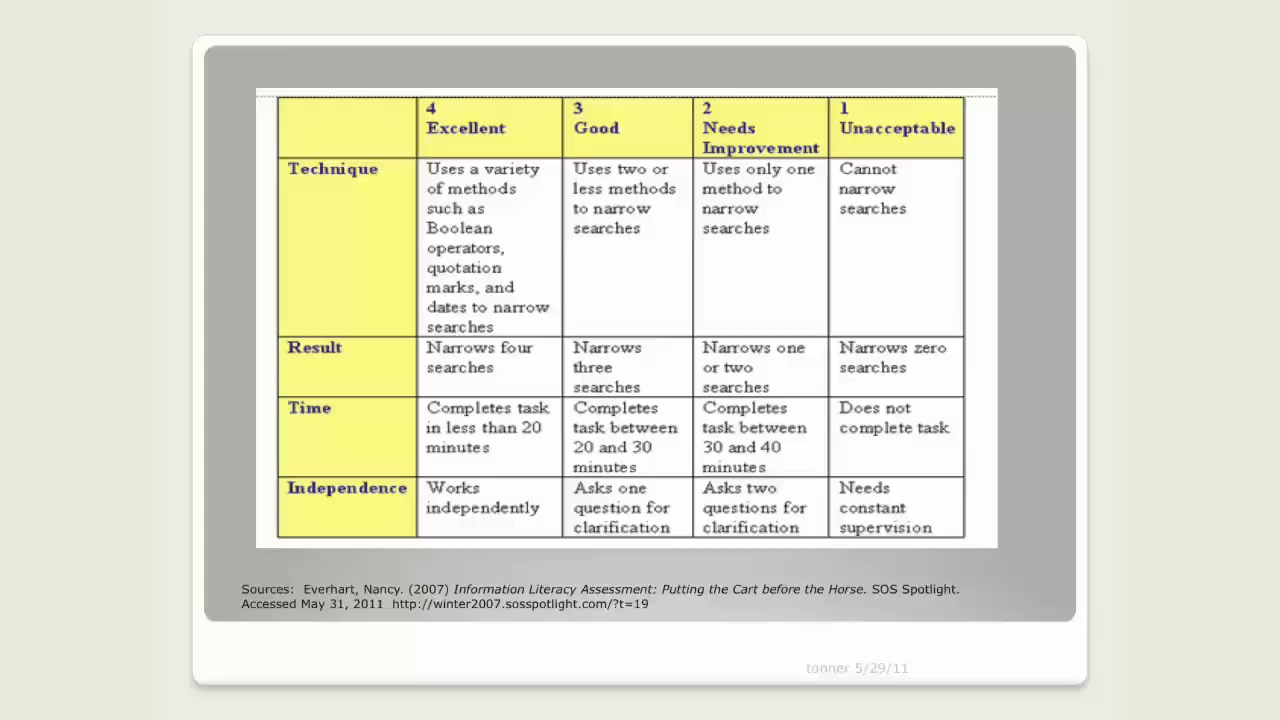 4
Excellent
3
Good
2
Needs
Improvement
1
Unacceptable
Technique
Uses a variety
of methods
such as
Boolean
operators,
quotation
marks, and
dates to narrow
searches
Uses two or
less methods
to narrow
searches
Uses only one
method to
narrow
searches
Cannot
narrow
searches
Result
Narrows four
searches
Narrows
three
searches
Narrows one
or two
searches
Narrows zero
searches
Time
Completes task
in less than 20
minutes
Completes
task between
20 and 30
minutes
Completes
task between
30 and 40
minutes
Does not
complete task
Independence
Works
independently
Asks one
question for
clarification
Asks two
questions for
clarification
Needs
constant
supervision
Sources: Everhart, Nancy. (2007) Information Literacy Assessment: Putting the Cart before the Horse. SOS Spotlight.
Accessed May 31, 2011 http://winter2007.sosspotlight.com/?t=19
tonner 5/29/11